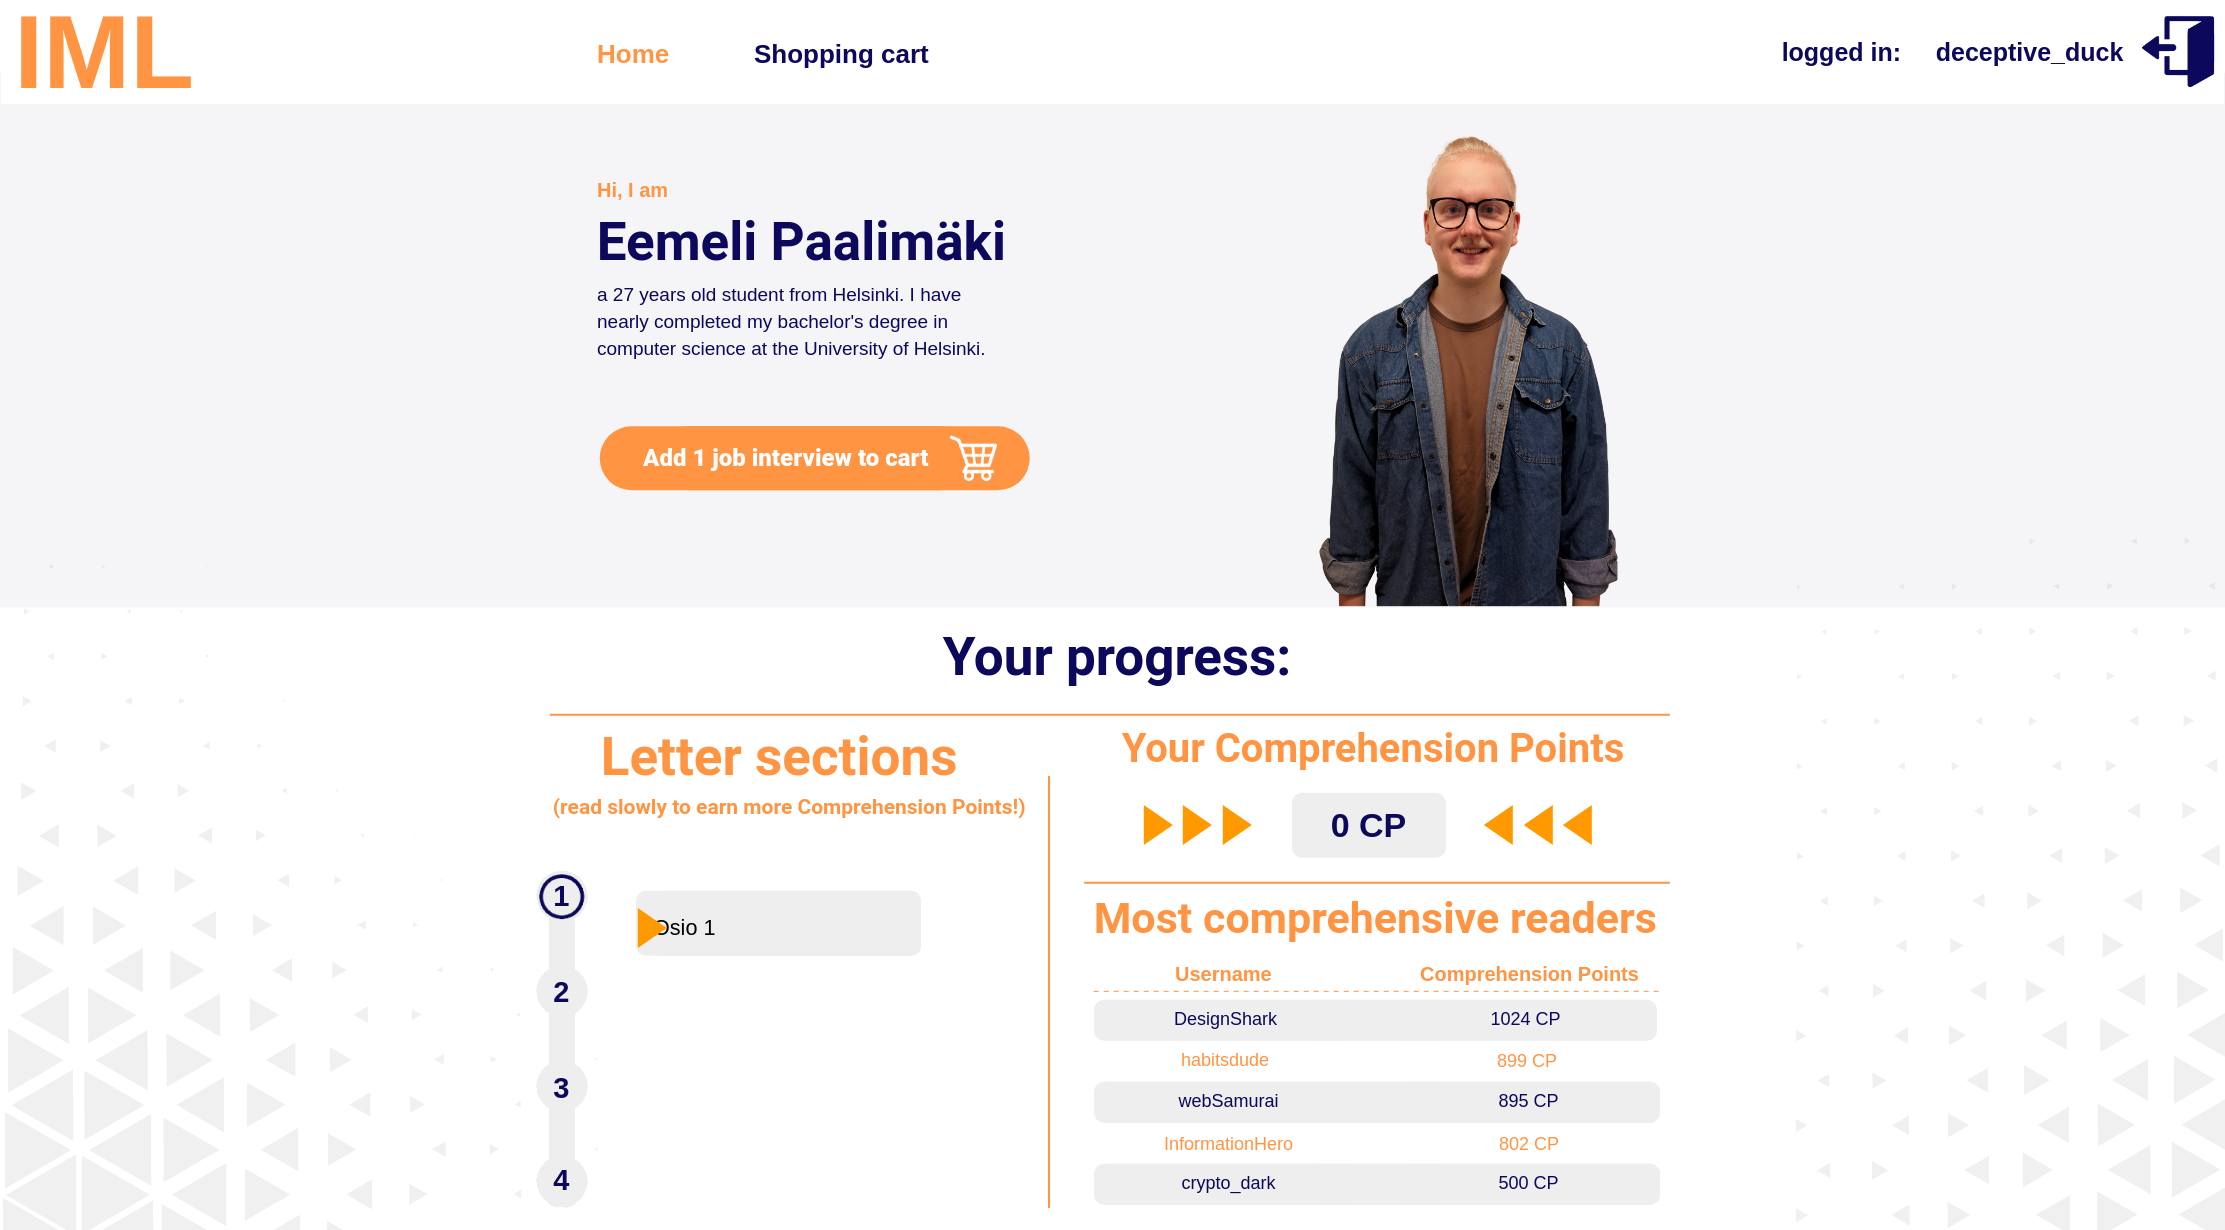 IML
Home
Shopping cart
logged in: deceptive_duck
Hi, I am
Eemeli Paalimäki
a 27 years old student from Helsinki. I have
nearly completed my bachelor's degree in
computer science at the University of Helsinki.
Add 1 job interview to cart
Your progress:
Letter sections
(read slowly to earn more Comprehension Points!)
1
Osio 1
2
3
4
Your Comprehension Points
0 CP
Most comprehensive readers
Username Comprehension Points
DesignShark 1024 CP
habitsdude 899 CP
webSamurai 895 CP
InformationHero 802 CP
crypto_dark 500 CP